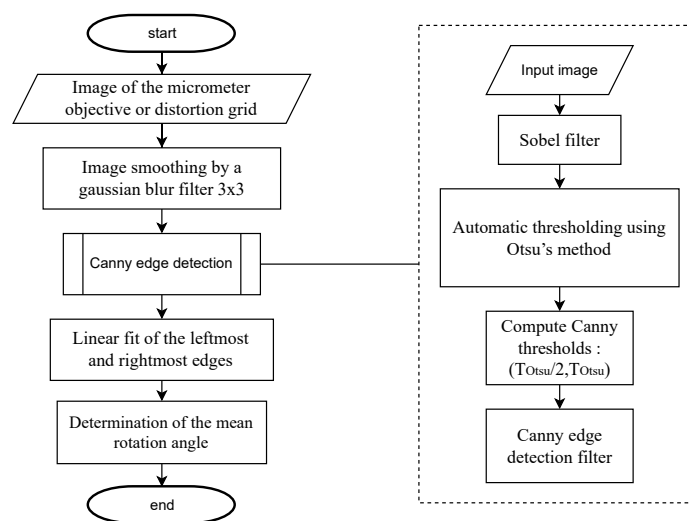 start
Image of the micrometer
objective or distortion grid
Image smoothing by a
gaussian blur filter 3x3
Canny edge detection
Linear fit of the leftmost
and rightmost edges
Determination of the mean
rotation angle
end
Input image
Sobel filter
Automatic thresholding using
Otsu's method
Compute Canny
thresholds :
(TOtsu/2,TOtsu)
Canny edge
detection filter